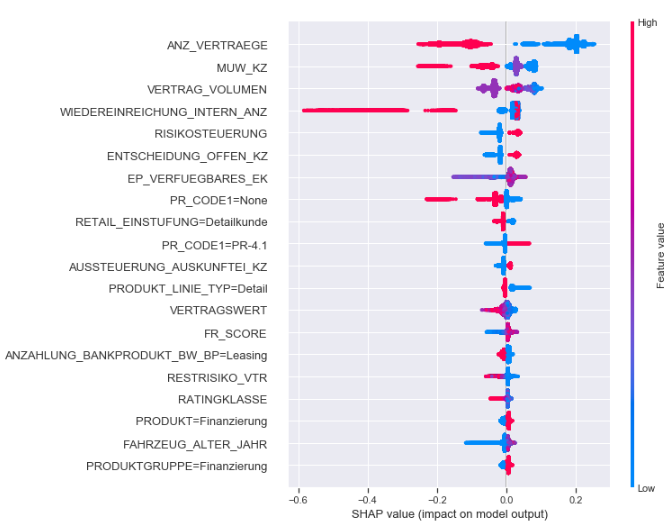 High
ANZ_VERTRAEGE
MUW_KZ
VERTRAG_VOLUMEN
WIEDEREINREICHUNG_INTERN_ANZ
RISIKOSTEUERUNG
ENTSCHEIDUNG_OFFEN_KZ
EP_VERFUEGBARES_EK
PR_CODE1=None
RETAIL_EINSTUFUNG=Detailkunde
PR_CODE1=PR-4.1
AUSSTEUERUNG_AUSKUNFTEI_KZ
PRODUKT_LINIE_TYP=Detail
VERTRAGSWERT
FR_SCORE
ANZAHLUNG_BANKPRODUKT_BW_BP=Leasing
RESTRISIKO_VTR
RATINGKLASSE
PRODUKT=Finanzierung
FAHRZEUG_ALTER_JAHR
PRODUKTGRUPPE=Finanzierung
Feature value
Low
−0.6 −0.4 −0.2 0.0 0.2
SHAP value (impact on model output)